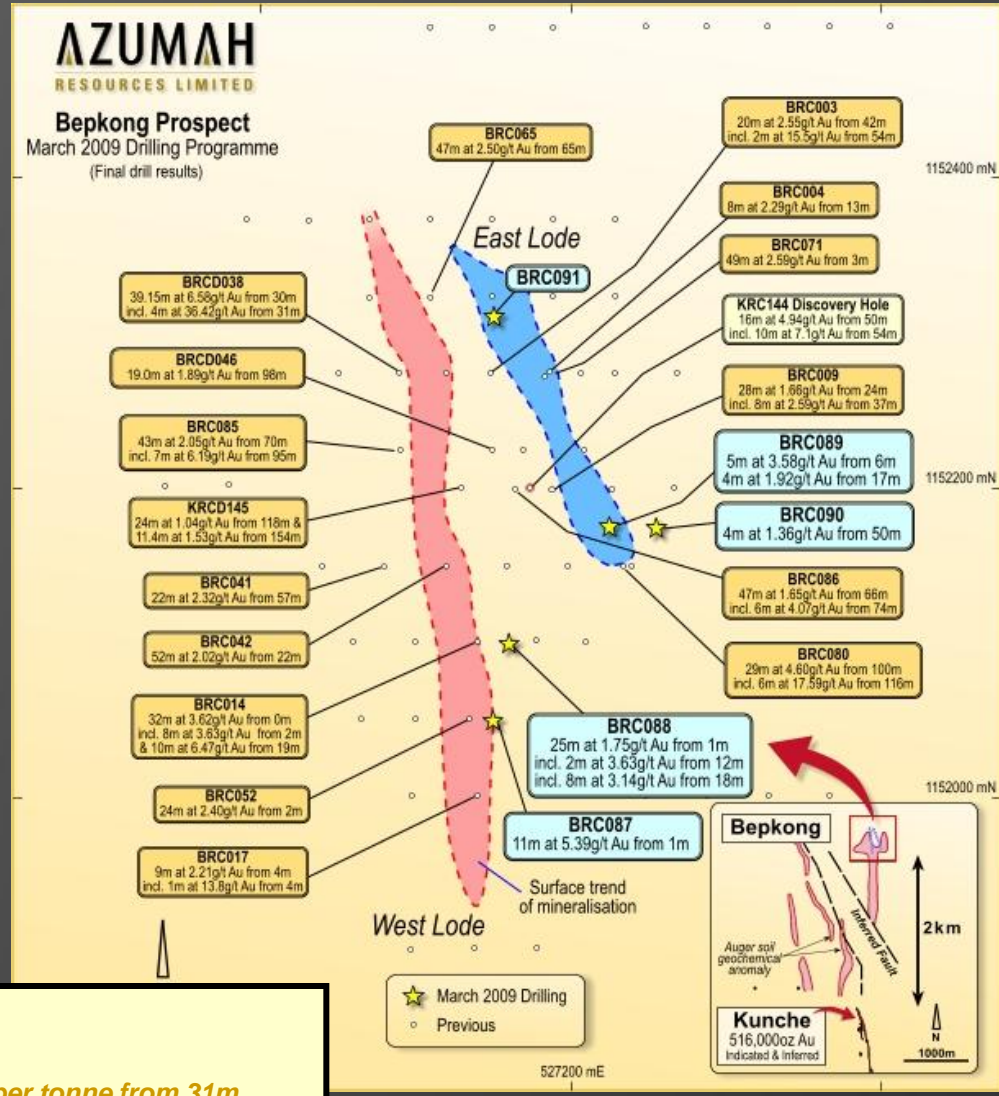 AZUMAH
RESOURCES LIMITED
Bepkong Prospect
March 2009 Drilling Programme
(Final drill results)
BRC065
47m at 2.50g/t Au from 65m
BRC003
20m at 2.55g/t Au from 42m
incl. 2m at 15.5g/t Au from 54m
1152400 mN
BRC004
8m at 2.29g/t Au from 13m
BRC071
49m at 2.59g/t Au from 3m
East Lode
BRC091
BRCD038
39.15m at 6.58g/t Au from 30m
incl. 4m at 36.42g/t Au from 31m
KRC144 Discovery Hole
16m at 4.94g/t Au from 50m
incl. 10m at 7.1g/t Au from 54m
BRCD046
19.0m at 1.89g/t Au from 98m
BRC009
28m at 1.66g/t Au from 24m
incl. 8m at 2.59g/t Au from 37m
BRC085
43m at 2.05g/t Au from 70m
incl. 7m at 6.19g/t Au from 95m
BRC089
5m at 3.58g/t Au from 6m
4m at 1.92g/t Au from 17m
1152200 mN
KRCD145
24m at 1.04g/t Au from 118m &
11.4m at 1.53g/t Au from 154m
BRC090
4m at 1.36g/t Au from 50m
BRC041
22m at 2.32g/t Au from 57m
BRC086
47m at 1.65g/t Au from 66m
incl. 6m at 4.07g/t Au from 74m
BRC042
52m at 2.02g/t Au from 22m
BRC080
29m at 4.60g/t Au from 100m
incl. 6m at 17.59g/t Au from 116m
BRC014
32m at 3.62g/t Au from 0m
incl. 8m at 3.63g/t Au from 2m
& 10m at 6.47g/t Au from 19m
BRC088
25m at 1.75g/t Au from 1m
incl. 2m at 3.63g/t Au from 12m
incl. 8m at 3.14g/t Au from 18m
BRC052
24m at 2.40g/t Au from 2m
1152000 mN
BRC087
11m at 5.39g/t Au from 1m
BRC017
9m at 2.21g/t Au from 4m
incl. 1m at 13.8g/t Au from 4m
Surface trend
of mineralisation
West Lode
Bepkong
Inferred Fault
2km
Auger soil
geochemical
anomaly
Kunche
516,000oz Au
Indicated & Inferred
N
1000m
March 2009 Drilling
Previous
527200 mE
per tonne from 31m